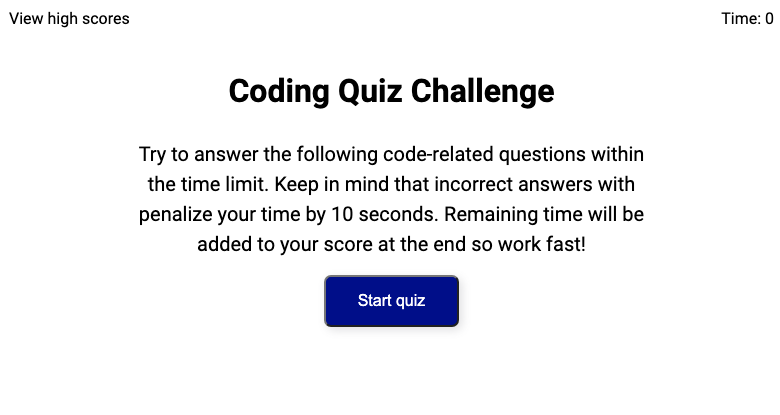 View high scores
Time: 0
Coding Quiz Challenge
Try to answer the following code-related questions within
the time limit. Keep in mind that incorrect answers with
penalize your time by 10 seconds. Remaining time will be
added to your score at the end so work fast!
Start quiz